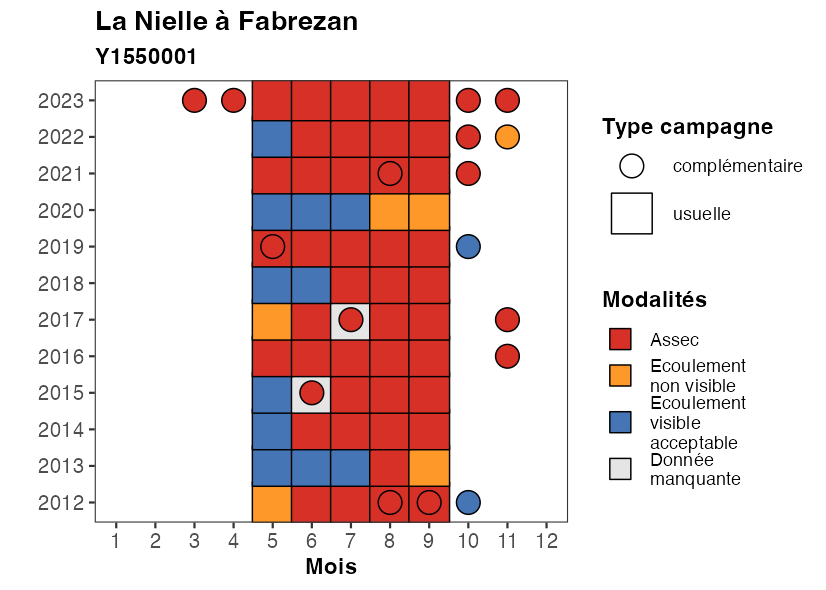 La Nielle à Fabrezan
Y1550001
2023
2022
2021
2020
2019
2018
2017
2016
2015
2014
2013
2012
1 2 3 4 5 6 7 8 9 10 11 12
Mois
Type campagne
complémentaire
usuelle
Modalités
Assec
Ecoulement
non visible
Ecoulement
visible
acceptable
Donnée
manquante